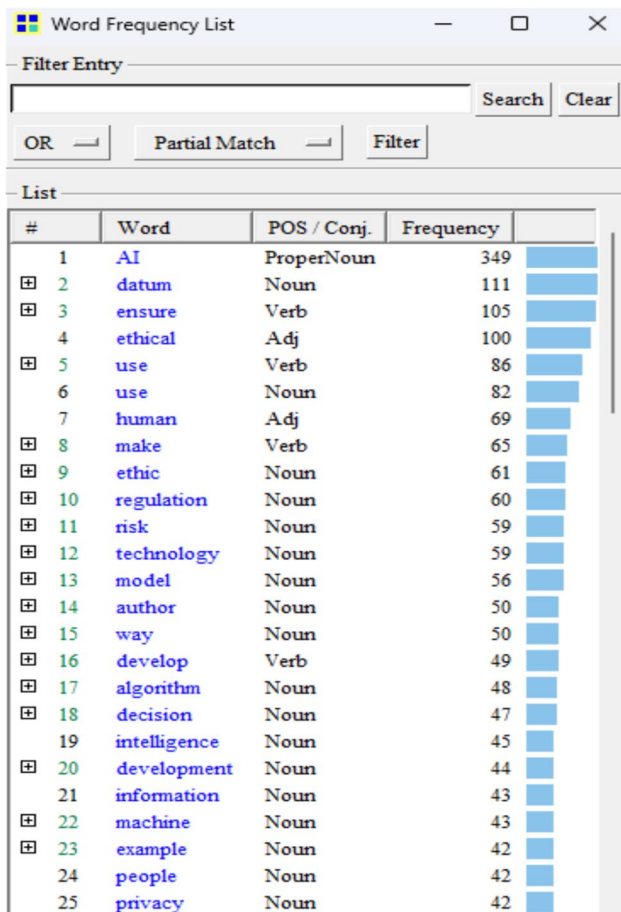 Word Frequency List
Filter Entry
Search Clear
OR Partial Match Filter
List
# Word POS / Conj. Frequency
1 AI ProperNoun 349
2 datum Noun 111
3 ensure Verb 105
4 ethical Adj 100
5 use Verb 86
6 use Noun 82
7 human Adj 69
8 make Verb 65
9 ethic Noun 61
10 regulation Noun 60
11 risk Noun 59
12 technology Noun 59
13 model Noun 56
14 author Noun 50
15 way Noun 50
16 develop Verb 49
17 algorithm Noun 48
18 decision Noun 47
19 intelligence Noun 45
20 development Noun 44
21 information Noun 43
22 machine Noun 43
23 example Noun 42
24 people Noun 42
25 privacy Noun 42